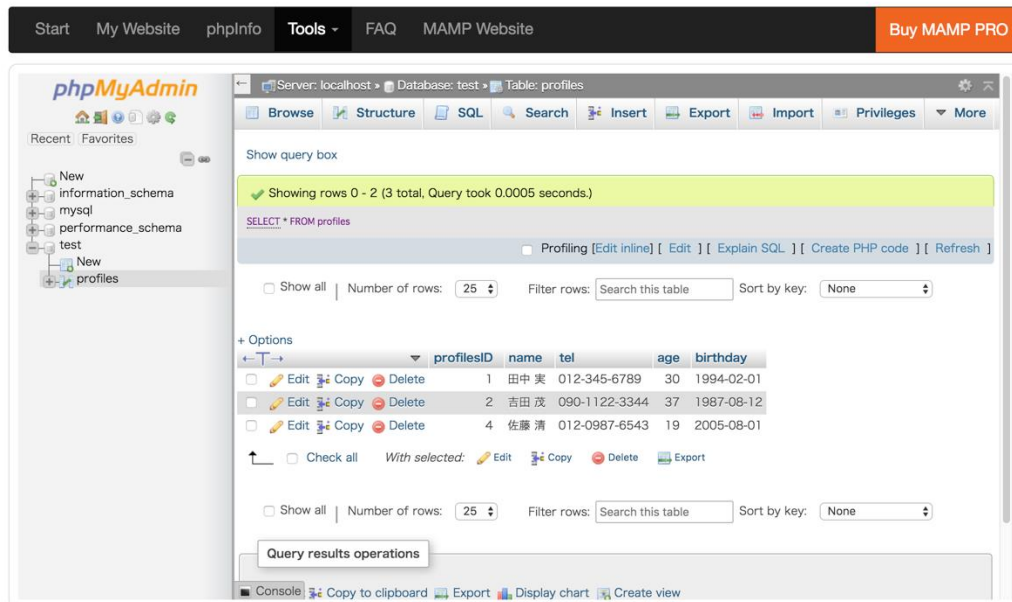 Start My Website phpInfo Tools FAQ MAMP Website Buy MAMP PRO
phpMyAdmin
Recent Favorites
New
information_schema
mysql
performance_schema
test
New
profiles
Server: localhost » Database: test » Table: profiles
Browse Structure SQL Search Insert Export Import Privileges More
Show query box
Showing rows 0 - 2 (3 total, Query took 0.0005 seconds.)
SELECT * FROM profiles
Profiling [Edit inline] [ Edit ] [ Explain SQL ] [ Create PHP code ] [ Refresh ]
Show all | Number of rows: 25 Filter rows: Search this table Sort by key: None
+ Options
←T→ profilesID name tel age birthday
Edit Copy Delete 1 田中 実 012-345-6789 30 1994-02-01
Edit Copy Delete 2 吉田 茂 090-1122-3344 37 1987-08-12
Edit Copy Delete 4 佐藤 清 012-0987-6543 19 2005-08-01
Check all With selected: Edit Copy Delete Export
Show all | Number of rows: 25 Filter rows: Search this table Sort by key: None
Query results operations
Console Copy to clipboard Export Display chart Create view